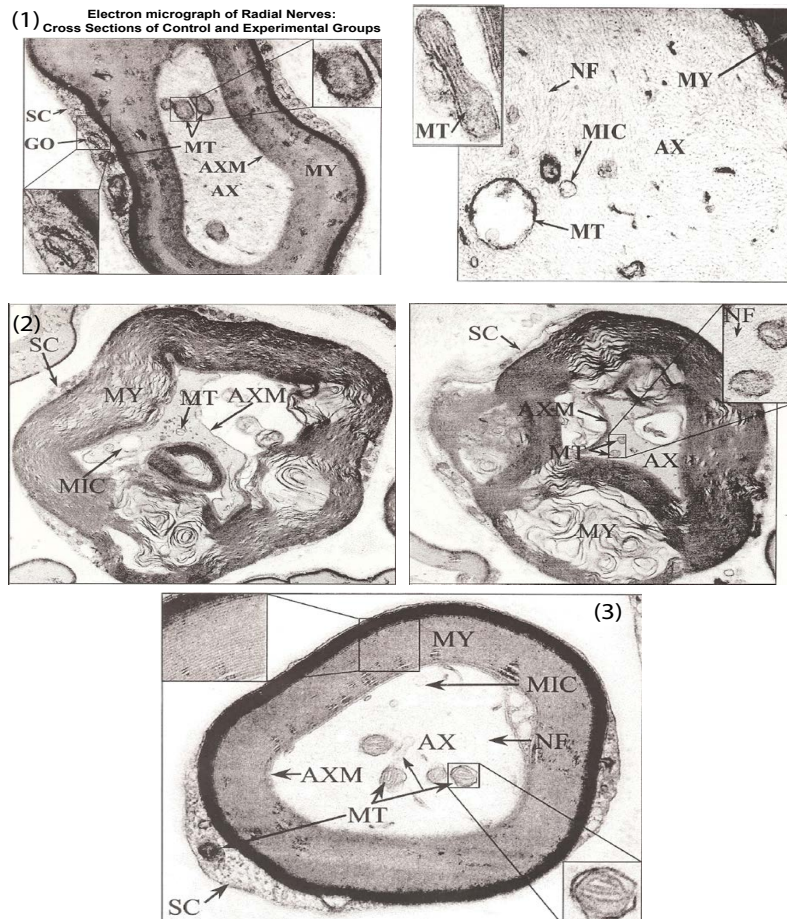 (1)
Electron micrograph of Radial Nerves:
Cross Sections of Control and Experimental Groups
SC
GO
MT
AXM
AX
MY
NF
MY
MT
MIC
AX
MT
(2)
SC
MY
MT
AXM
MIC
SC
NF
AXM
MT
AX
MY
(3)
MY
MIC
AX
NF
AXM
MT
SC